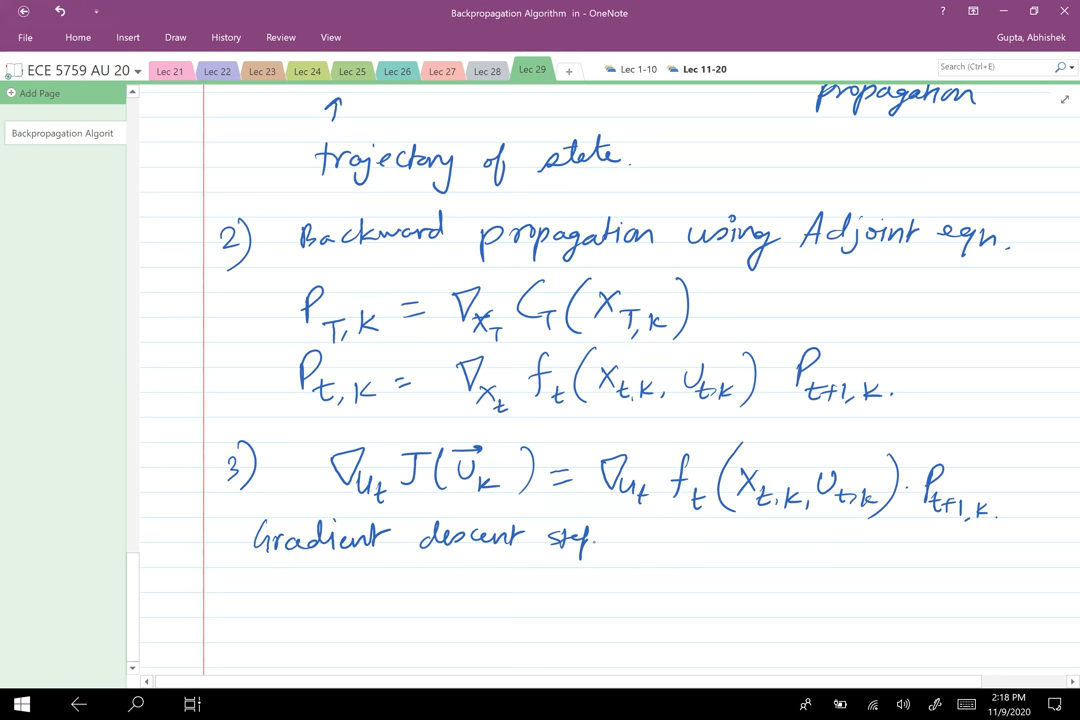 Backpropagation Algorithm in - OneNote
File Home Insert Draw History Review View
Gupta, Abhishek
ECE 5759 AU 20 Lec 21 Lec 22 Lec 23 Lec 24 Lec 25 Lec 26 Lec 27 Lec 28 Lec 29 + Lec 1-10 Lec 11-20
Search (Ctrl+E)
Add Page
Backpropagation Algorit
propagation
↑
trajectory of state.
2) Backward propagation using Adjoint eqn.
P_{T,K} = ∇_{X_T} C_T(X_{T,K})
P_{t,K} = ∇_{X_t} f_t(X_{t,K}, U_{t,K}) P_{t+1,K}.
3) ∇_{U_t} J(\vec{U}_K) = ∇_{U_t} f_t(X_{t,K}, U_{t,K}) · P_{t+1,K}.
Gradient descent step.
2:18 PM
11/9/2020